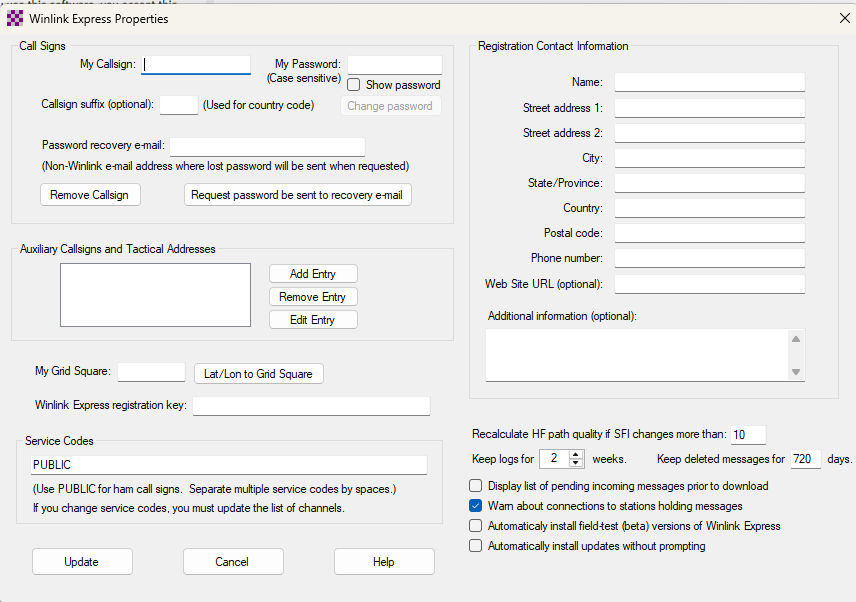 Winlink Express Properties
Call Signs
My Callsign:
My Password:
(Case sensitive)
Show password
Callsign suffix (optional):
(Used for country code)
Change password
Password recovery e-mail:
(Non-Winlink e-mail address where lost password will be sent when requested)
Remove Callsign
Request password be sent to recovery e-mail
Auxiliary Callsigns and Tactical Addresses
Add Entry
Remove Entry
Edit Entry
My Grid Square:
Lat/Lon to Grid Square
Winlink Express registration key:
Service Codes
PUBLIC
(Use PUBLIC for ham call signs. Separate multiple service codes by spaces.)
If you change service codes, you must update the list of channels.
Update
Cancel
Help
Registration Contact Information
Name:
Street address 1:
Street address 2:
City:
State/Province:
Country:
Postal code:
Phone number:
Web Site URL (optional):
Additional information (optional):
Recalculate HF path quality if SFI changes more than: 10
Keep logs for 2 weeks.
Keep deleted messages for 720 days.
Display list of pending incoming messages prior to download
Warn about connections to stations holding messages
Automaticaly install field-test (beta) versions of Winlink Express
Automatically install updates without prompting